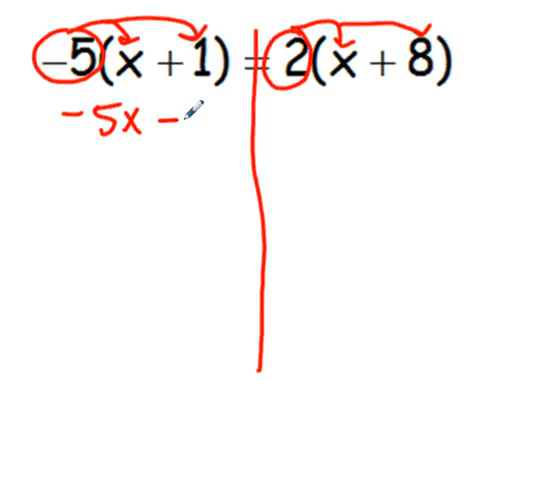 -5(x + 1) = 2(x + 8)
-5x -